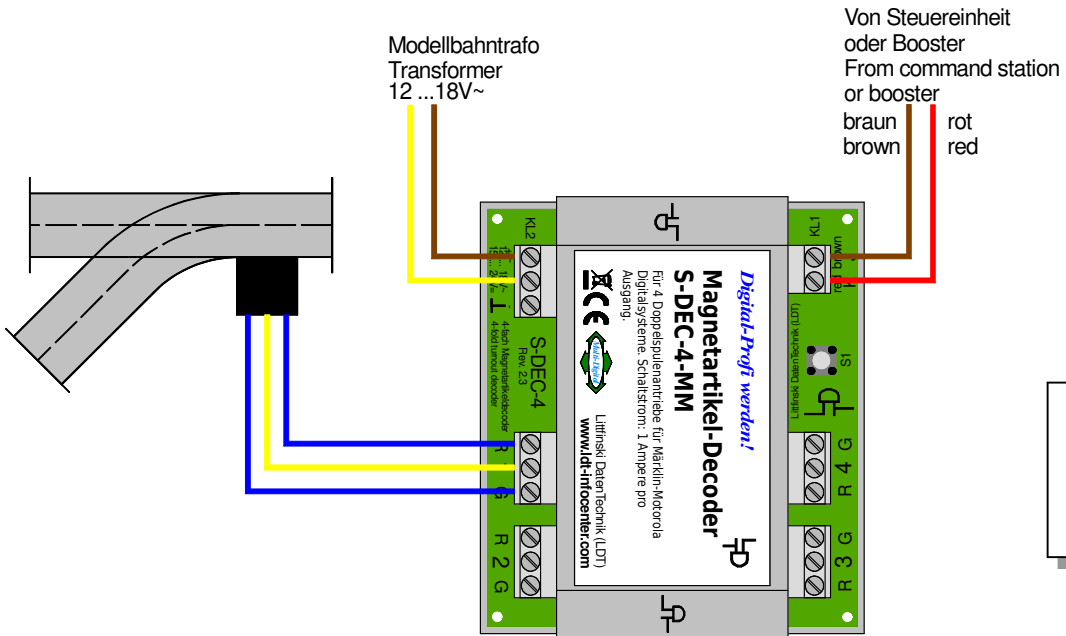 Von Steuereinheit
oder Booster
From command station
or booster
braun rot
brown red
Modellbahntrafo
Transformer
12 ...18V~
KL2
KL1
S-DEC-4
Rev. 2.3
4-fach Magnetartikeldecoder
4-fold turnout decoder
Digital-Profi werden!
Magnetartikel-Decoder
S-DEC-4-MM
Für 4 Doppelspulenantriebe für Märklin-Motorola
Digitalsysteme. Schaltstrom: 1 Ampere pro
Ausgang.
CE
Multi-Digital
Littfinski DatenTechnik (LDT)
www.ldt-infocenter.com
red brown
Littfinski DatenTechnik (LDT)
S1
R
G
R 2 G
R 4 G
R 3 G